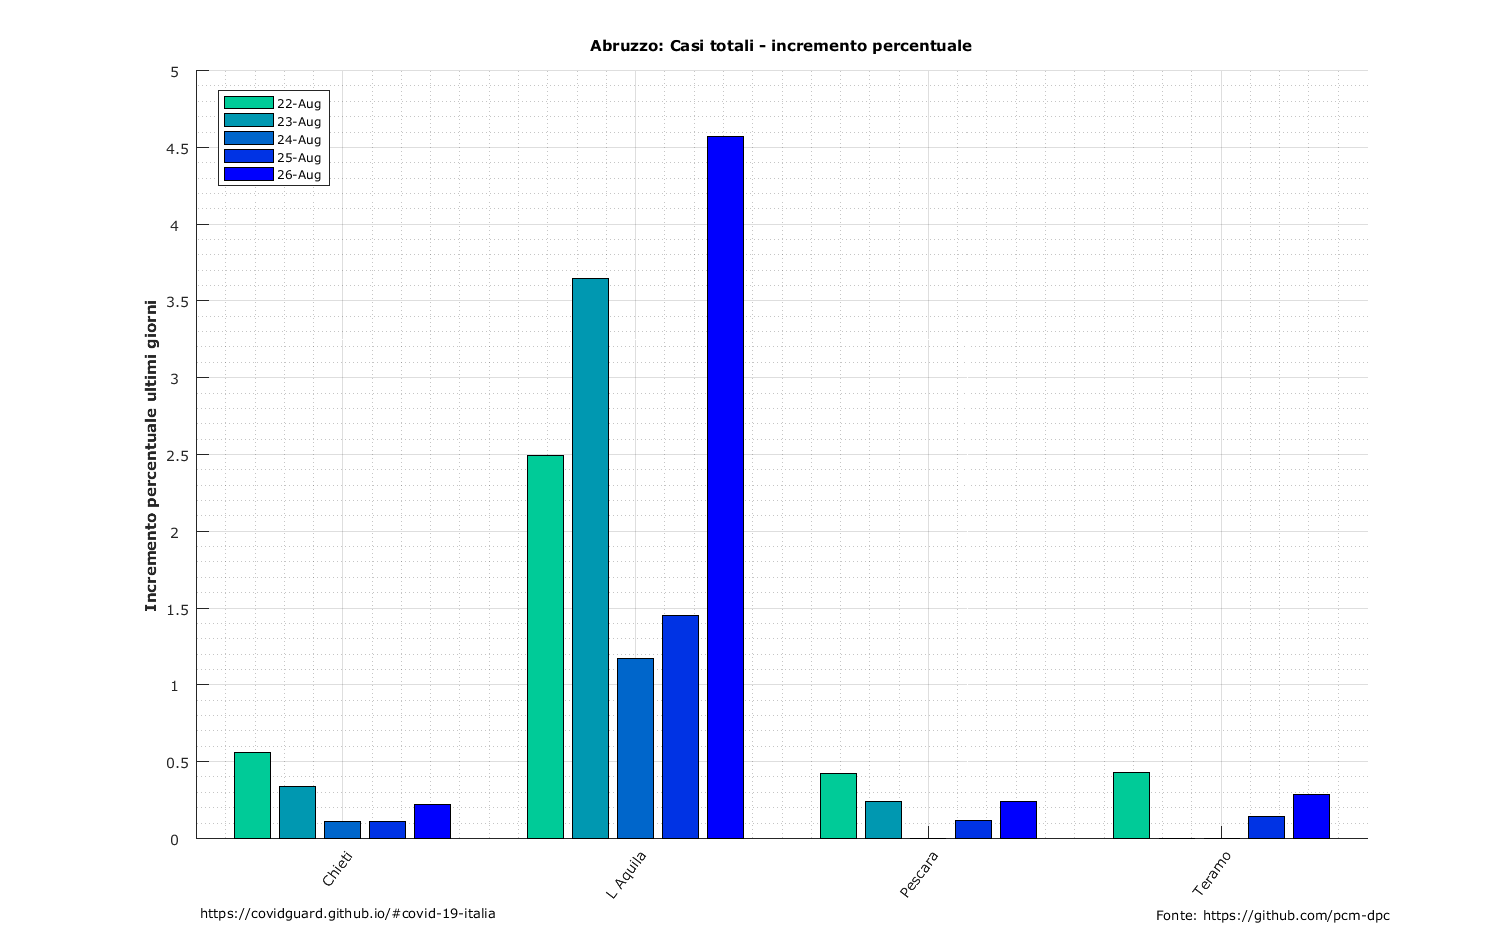 Abruzzo: Casi totali - incremento percentuale
22-Aug
23-Aug
24-Aug
25-Aug
26-Aug
Incremento percentuale ultimi giorni
5
4.5
4
3.5
3
2.5
2
1.5
1
0.5
0
Chieti
L Aquila
Pescara
Teramo
https://covidguard.github.io/#covid-19-italia
Fonte: https://github.com/pcm-dpc